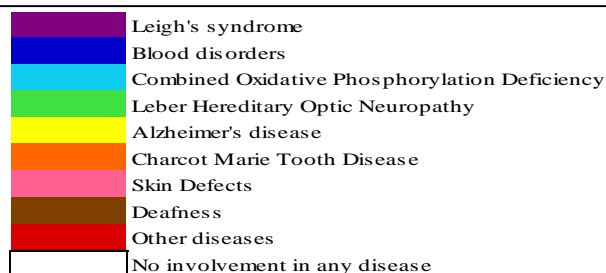 Leigh's syndrome
Blood disorders
Combined Oxidative Phosphorylation Deficiency
Leber Hereditary Optic Neuropathy
Alzheimer's disease
Charcot Marie Tooth Disease
Skin Defects
Deafness
Other diseases
No involvement in any disease